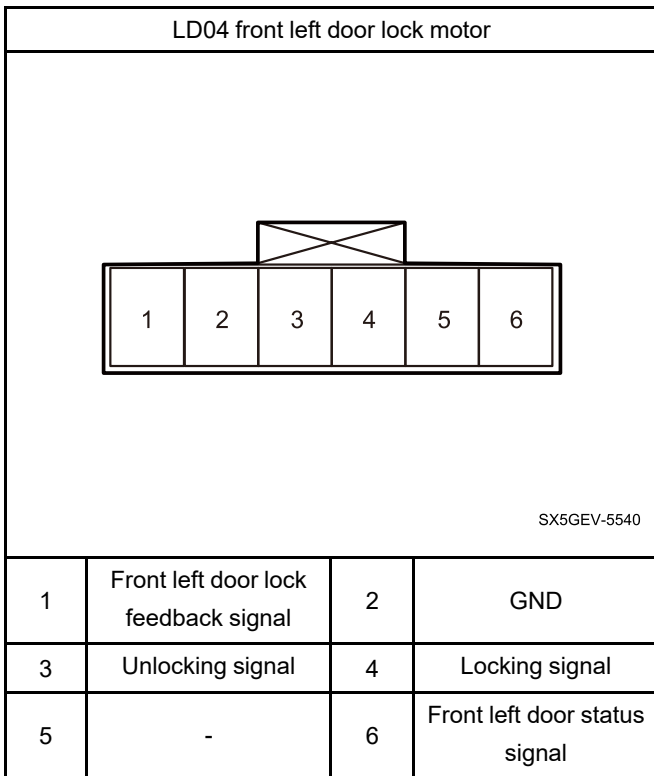 LD04 front left door lock motor
1 2 3 4 5 6
SX5GEV-5540
1 Front left door lock feedback signal 2 GND
3 Unlocking signal 4 Locking signal
5 - 6 Front left door status signal